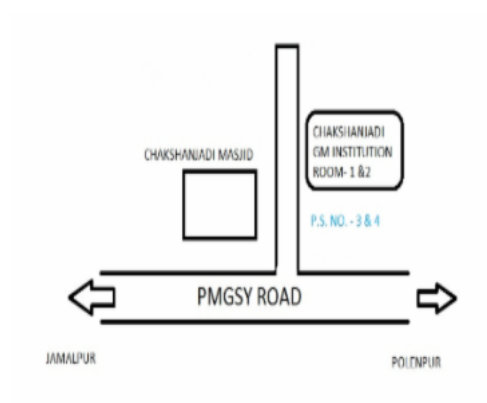 CHAKSHANJADI MASJID
CHAKSHANJADI
GM INSTITUTION
ROOM- 1 &2
P.S. NO. - 3 & 4
PMGSY ROAD
JAMALPUR
POLENPUR